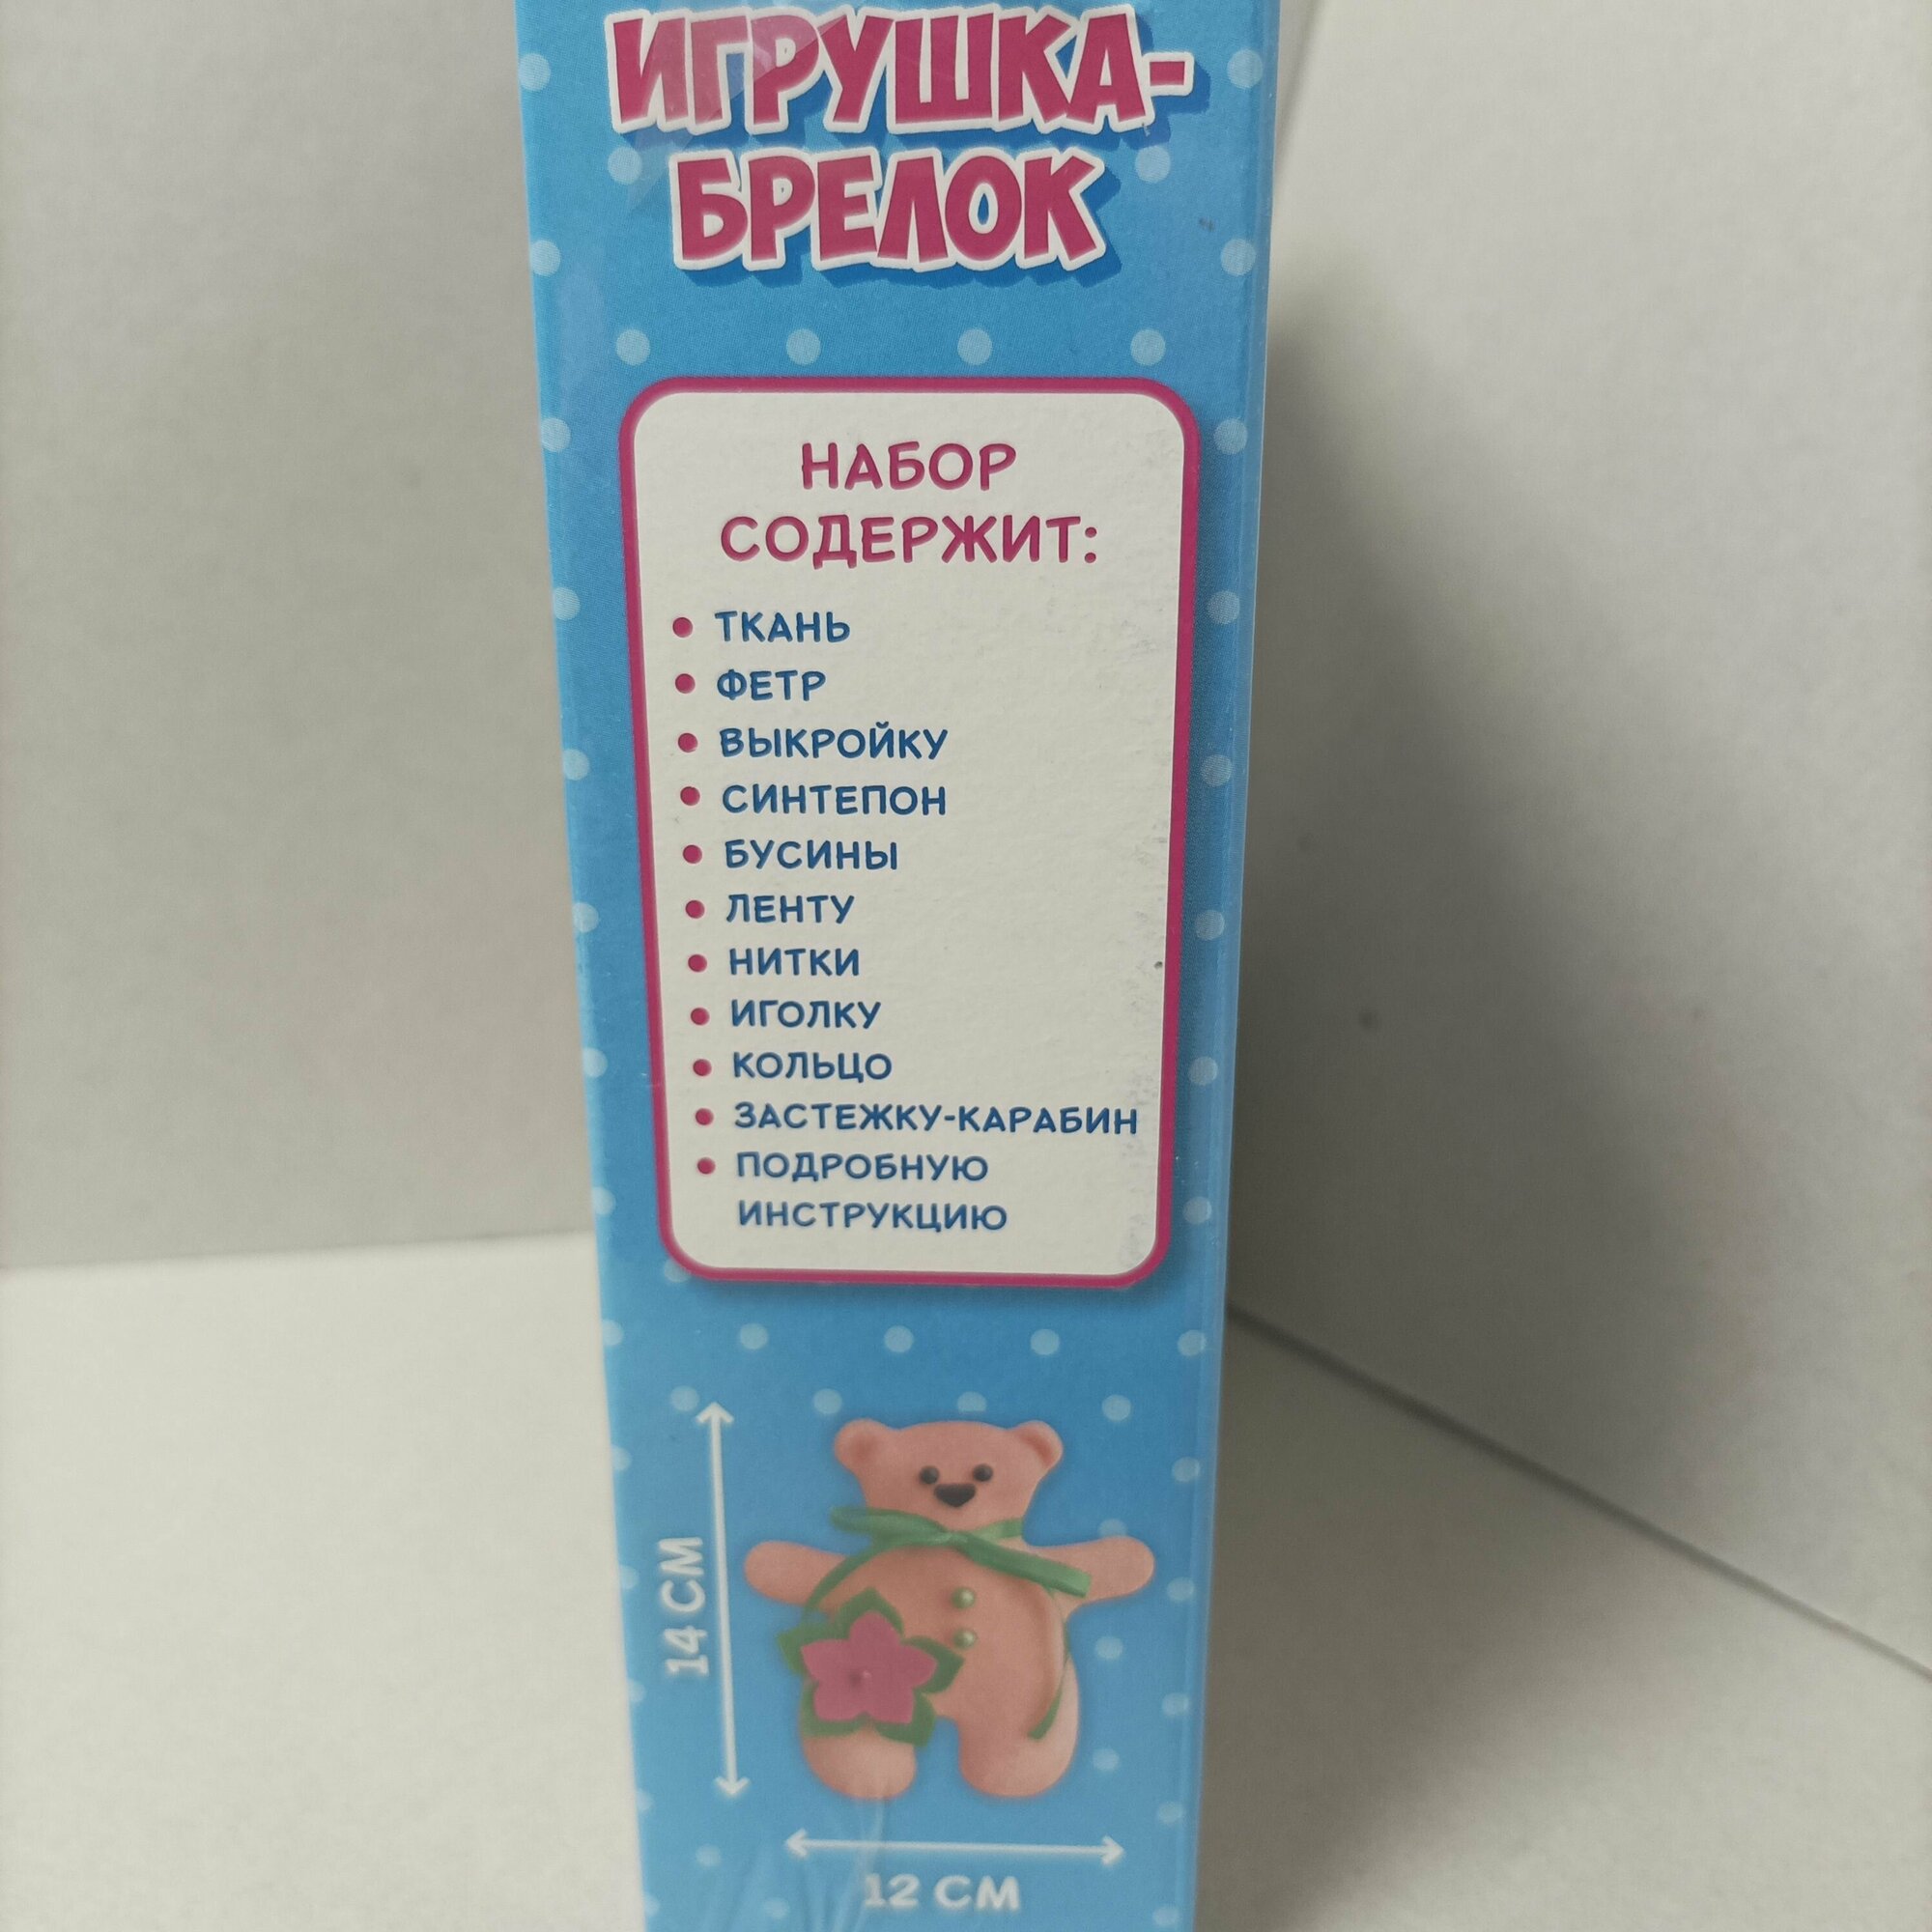 ИГРУШКА-
БРЕЛОК
НАБОР
СОДЕРЖИТ:
• ТКАНЬ
• ФЕТР
• ВЫКРОЙКУ
• СИНТЕПОН
• БУСИНЫ
• ЛЕНТУ
• НИТКИ
• ИГОЛКУ
• КОЛЬЦО
• ЗАСТЕЖКУ-КАРАБИН
• ПОДРОБНУЮ
ИНСТРУКЦИЮ
14 СМ
12 СМ